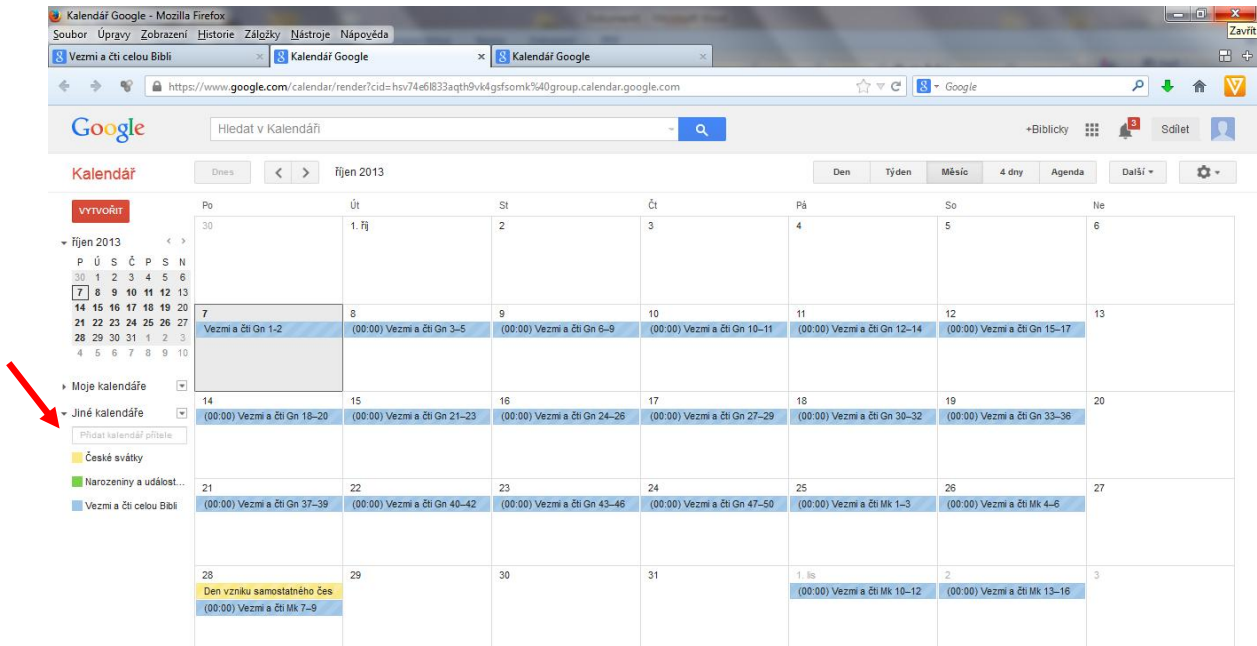 Kalendář Google - Mozilla Firefox
Zavřít
Soubor Úpravy Zobrazení Historie Záložky Nástroje Nápověda
Vezmi a čti celou Bibli × Kalendář Google × Kalendář Google ×
https://www.google.com/calendar/render?cid=hsv74e6l833aqth9vk4gsfsomk%40group.calendar.google.com Google
Google Hledat v Kalendáři +Biblicky 3 Sdílet
Kalendář Dnes < > říjen 2013 Den Týden Měsíc 4 dny Agenda Další
VYTVOŘIT
říjen 2013 < >
P Ú S Č P S N
30 1 2 3 4 5 6
7 8 9 10 11 12 13
14 15 16 17 18 19 20
21 22 23 24 25 26 27
28 29 30 31 1 2 3
4 5 6 7 8 9 10
Moje kalendáře
Jiné kalendáře
Přidat kalendář přítele
České svátky
Narozeniny a událost...
Vezmi a čti celou Bibli
Po Út St Čt Pá So Ne
30 1. říj 2 3 4 5 6
7 8 9 10 11 12 13
Vezmi a čti Gn 1-2 (00:00) Vezmi a čti Gn 3–5 (00:00) Vezmi a čti Gn 6–9 (00:00) Vezmi a čti Gn 10–11 (00:00) Vezmi a čti Gn 12–14 (00:00) Vezmi a čti Gn 15–17
14 15 16 17 18 19 20
(00:00) Vezmi a čti Gn 18–20 (00:00) Vezmi a čti Gn 21–23 (00:00) Vezmi a čti Gn 24–26 (00:00) Vezmi a čti Gn 27–29 (00:00) Vezmi a čti Gn 30–32 (00:00) Vezmi a čti Gn 33–36
21 22 23 24 25 26 27
(00:00) Vezmi a čti Gn 37–39 (00:00) Vezmi a čti Gn 40–42 (00:00) Vezmi a čti Gn 43–46 (00:00) Vezmi a čti Gn 47–50 (00:00) Vezmi a čti Mk 1–3 (00:00) Vezmi a čti Mk 4–6
28 29 30 31 1. lis 2 3
Den vzniku samostatného čes (00:00) Vezmi a čti Mk 10–12 (00:00) Vezmi a čti Mk 13–16
(00:00) Vezmi a čti Mk 7–9